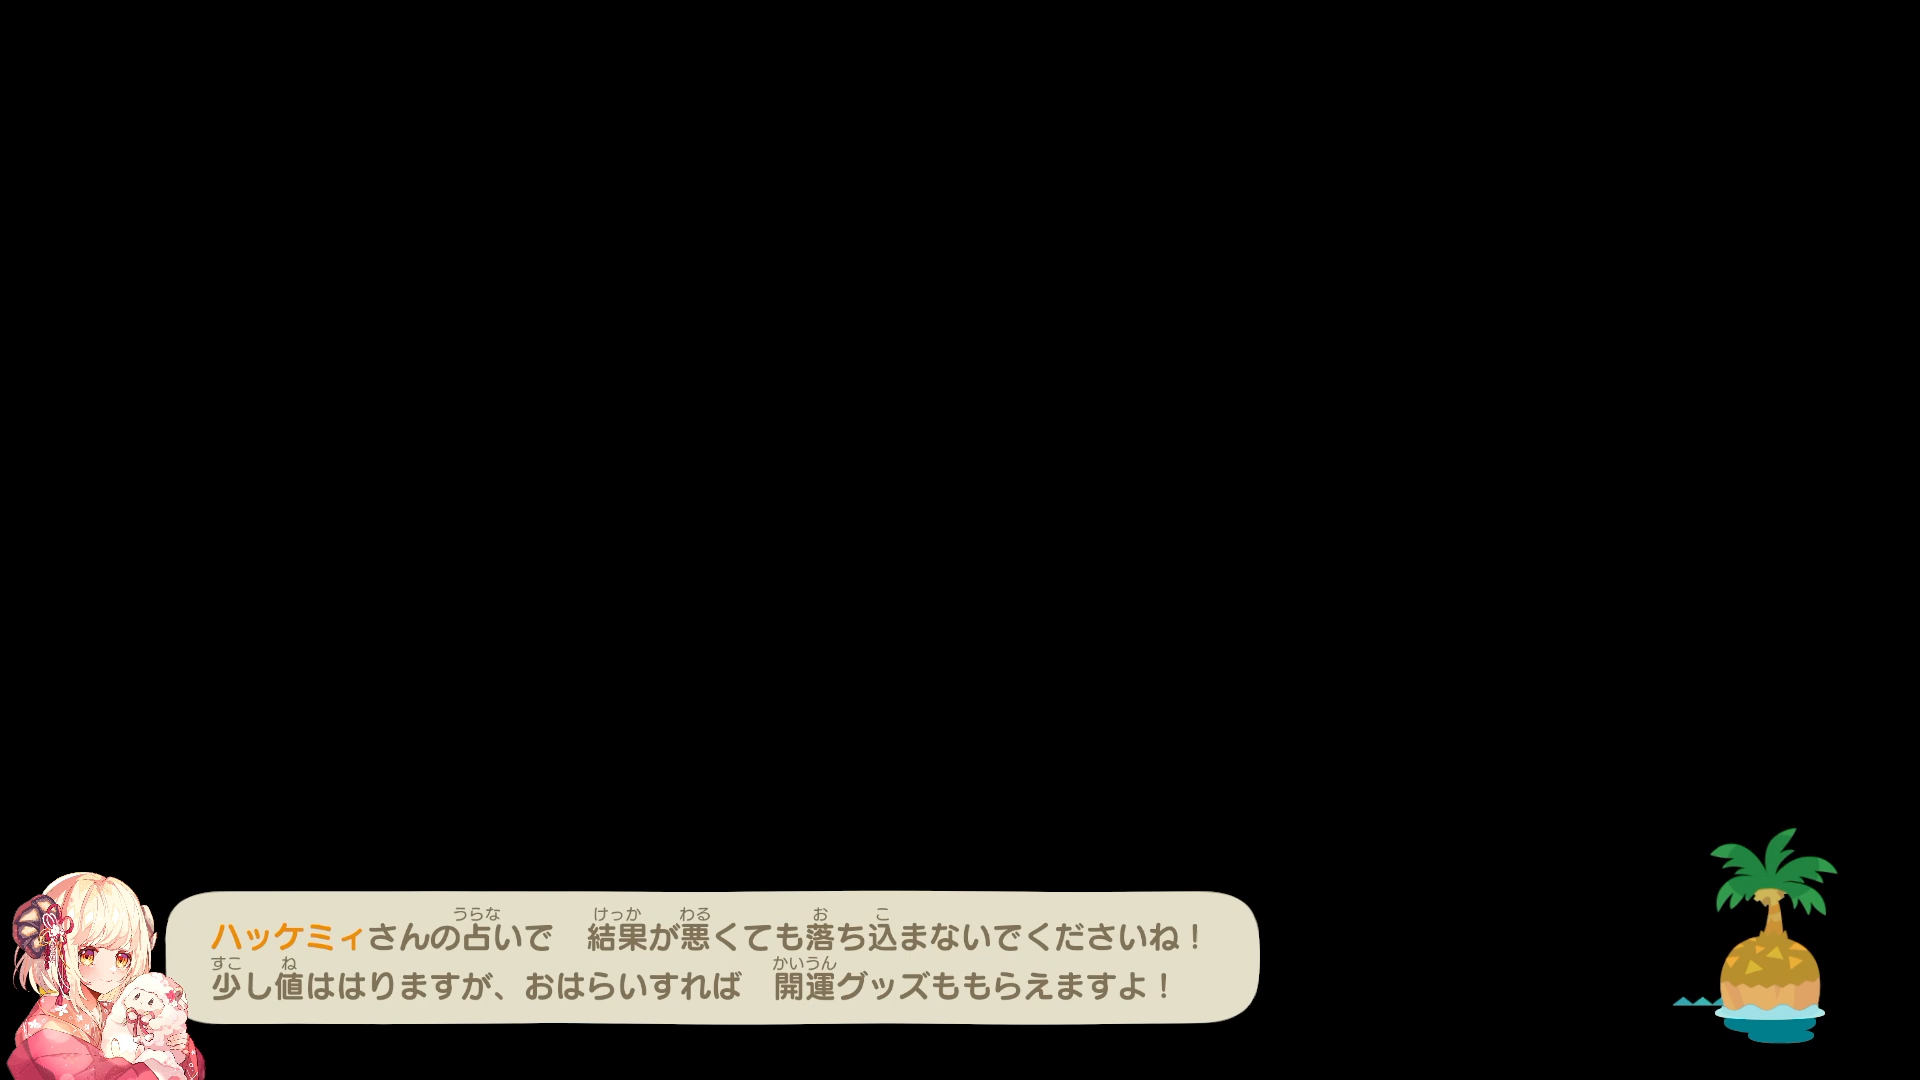 ハッケミィさんの占いで　結果が悪くても落ち込まないでくださいね！
少し値ははりますが、おはらいすれば　開運グッズももらえますよ！